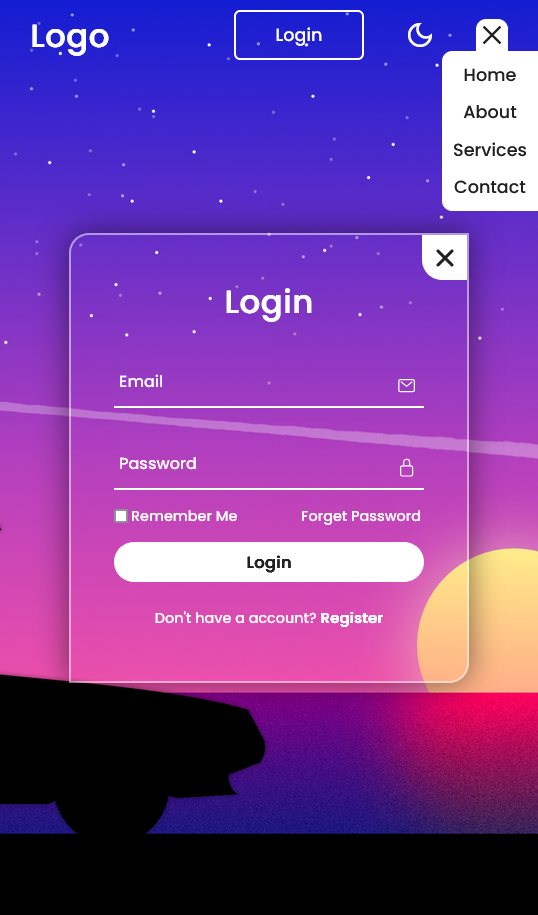 Logo
Login
Home
About
Services
Contact
Login
Email
Password
Remember Me Forget Password
Login
Don't have a account? Register